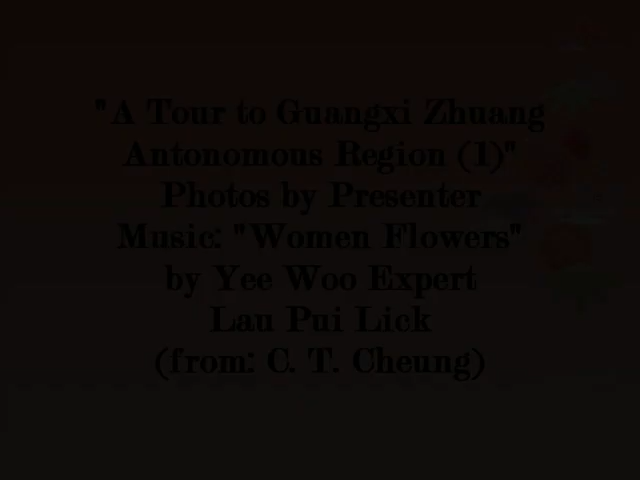 "A Tour to Guangxi Zhuang
Antonomous Region (1)"
Photos by Presenter
Music: "Women Flowers"
by Yee Woo Expert
Lau Pui Lick
(from: C. T. Cheung)